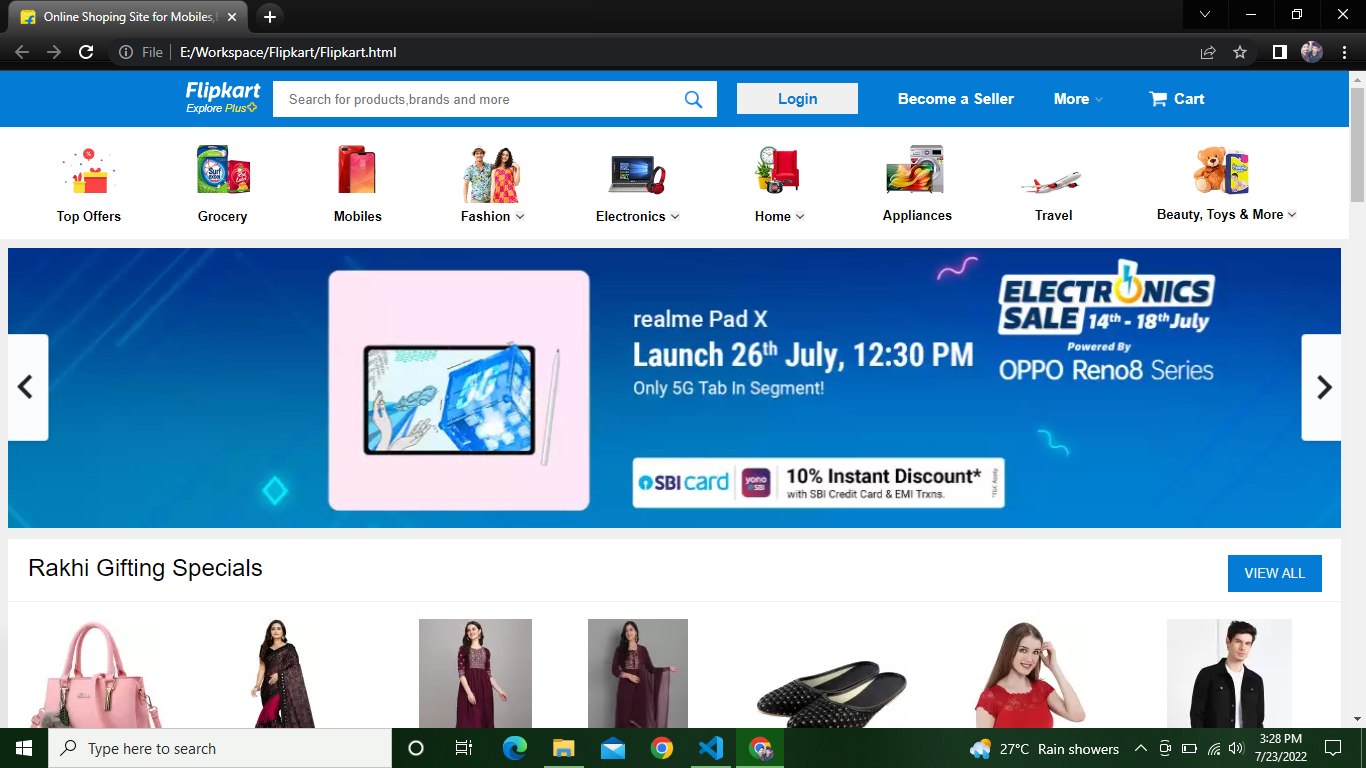 Online Shoping Site for Mobiles,
File
E:/Workspace/Flipkart/Flipkart.html
Flipkart
Explore Plus
Search for products,brands and more
Login
Become a Seller
More
Cart
Surf excel
Top Offers
Grocery
Mobiles
Fashion
Electronics
Home
Appliances
Travel
Beauty, Toys & More
realme Pad X
Launch 26th July, 12:30 PM
Only 5G Tab In Segment!
ELECTRONICS
SALE 14th - 18th July
Powered By
OPPO Reno8 Series
SBI card
yono
SBI
10% Instant Discount*
with SBI Credit Card & EMI Trxns.
*T&C Apply
Rakhi Gifting Specials
VIEW ALL
Type here to search
27°C Rain showers
3:28 PM
7/23/2022